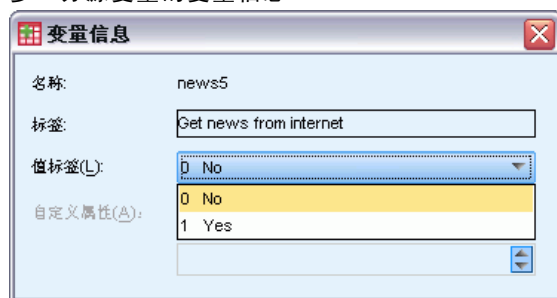 变量信息
名称: news5
标签: Get news from internet
值标签(L): 0 No
0 No
自定义属性(A):
1 Yes